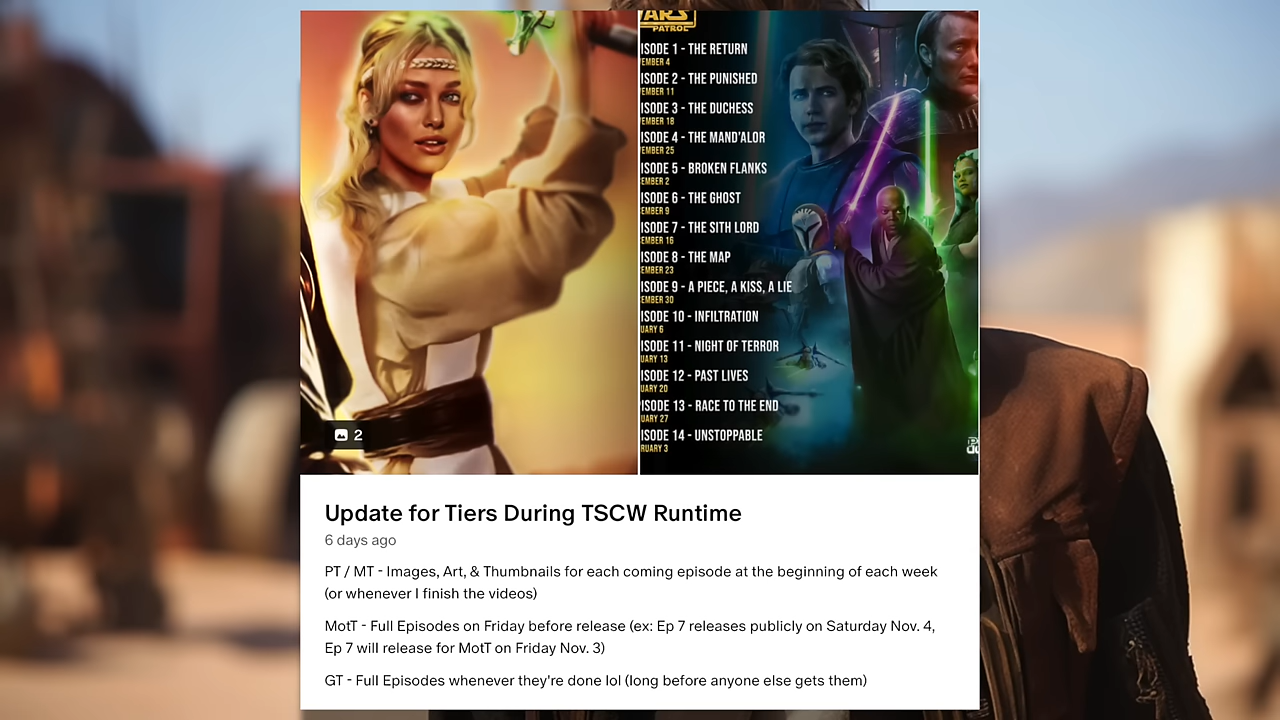 ARS
PATROL
ISODE 1 - THE RETURN
EMBER 4
ISODE 2 - THE PUNISHED
EMBER 11
ISODE 3 - THE DUCHESS
EMBER 18
ISODE 4 - THE MAND'ALOR
EMBER 25
ISODE 5 - BROKEN FLANKS
EMBER 2
ISODE 6 - THE GHOST
EMBER 9
ISODE 7 - THE SITH LORD
EMBER 16
ISODE 8 - THE MAP
EMBER 23
ISODE 9 - A PIECE, A KISS, A LIE
EMBER 30
ISODE 10 - INFILTRATION
UARY 6
ISODE 11 - NIGHT OF TERROR
UARY 13
ISODE 12 - PAST LIVES
UARY 20
ISODE 13 - RACE TO THE END
UARY 27
ISODE 14 - UNSTOPPABLE
RUARY 3
2
Update for Tiers During TSCW Runtime
6 days ago
PT / MT - Images, Art, & Thumbnails for each coming episode at the beginning of each week
(or whenever I finish the videos)
MotT - Full Episodes on Friday before release (ex: Ep 7 releases publicly on Saturday Nov. 4,
Ep 7 will release for MotT on Friday Nov. 3)
GT - Full Episodes whenever they're done lol (long before anyone else gets them)